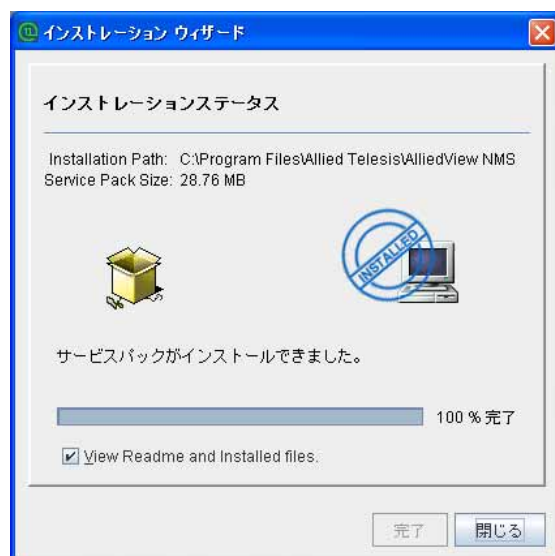 インストレーション ウィザード
インストレーションステータス
Installation Path: C:\Program Files\Allied Telesis\AlliedView NMS
Service Pack Size: 28.76 MB
INSTALLED
サービスパックがインストールできました。
100 % 完了
View Readme and Installed files.
完了
閉じる